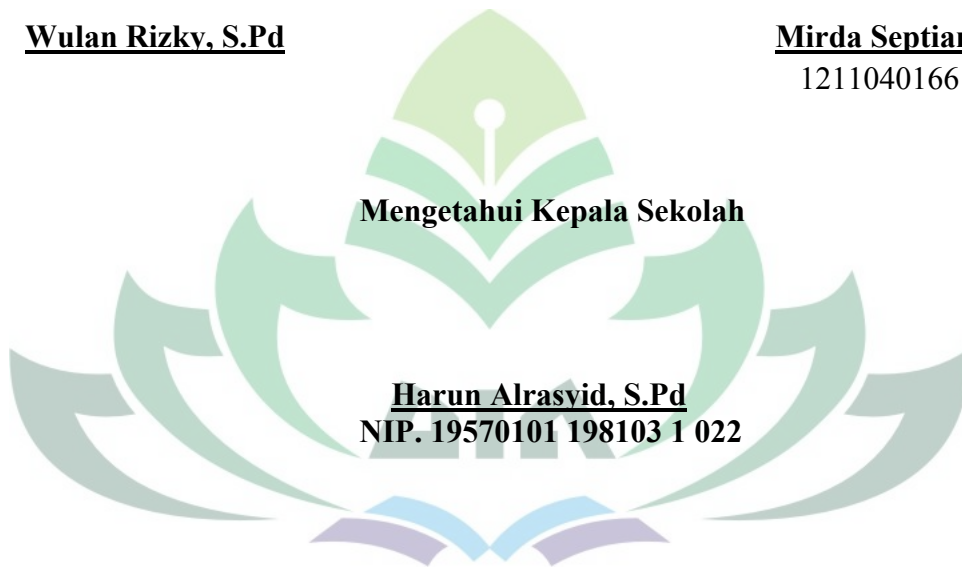 Wulan Rizky, S.Pd
Mirda
1211040166
Mengetahui Kepala Sekolah
Harun Alrasyid, S.Pd
NIP. 19570101 198103 1 022